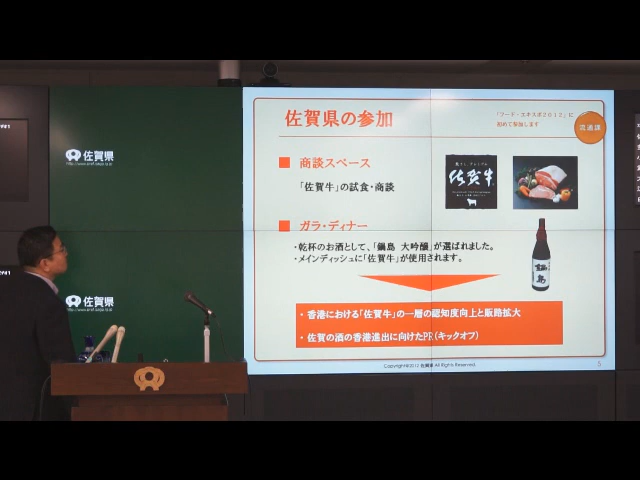 佐賀県の参加
「フード・エキスポ2012」に
初めて参加します
流通課
■ 商談スペース
「佐賀牛」の試食・商談
佐賀牛
■ ガラ・ディナー
・乾杯のお酒として、「鍋島 大吟醸」が選ばれました。
・メインディッシュに「佐賀牛」が使用されます。
鍋島
・香港における「佐賀牛」の一層の認知度向上と販路拡大
・佐賀の酒の香港進出に向けたPR（キックオフ）
Copyright©2012 佐賀県 All Rights Reserved.
5
佐賀県
佐賀県